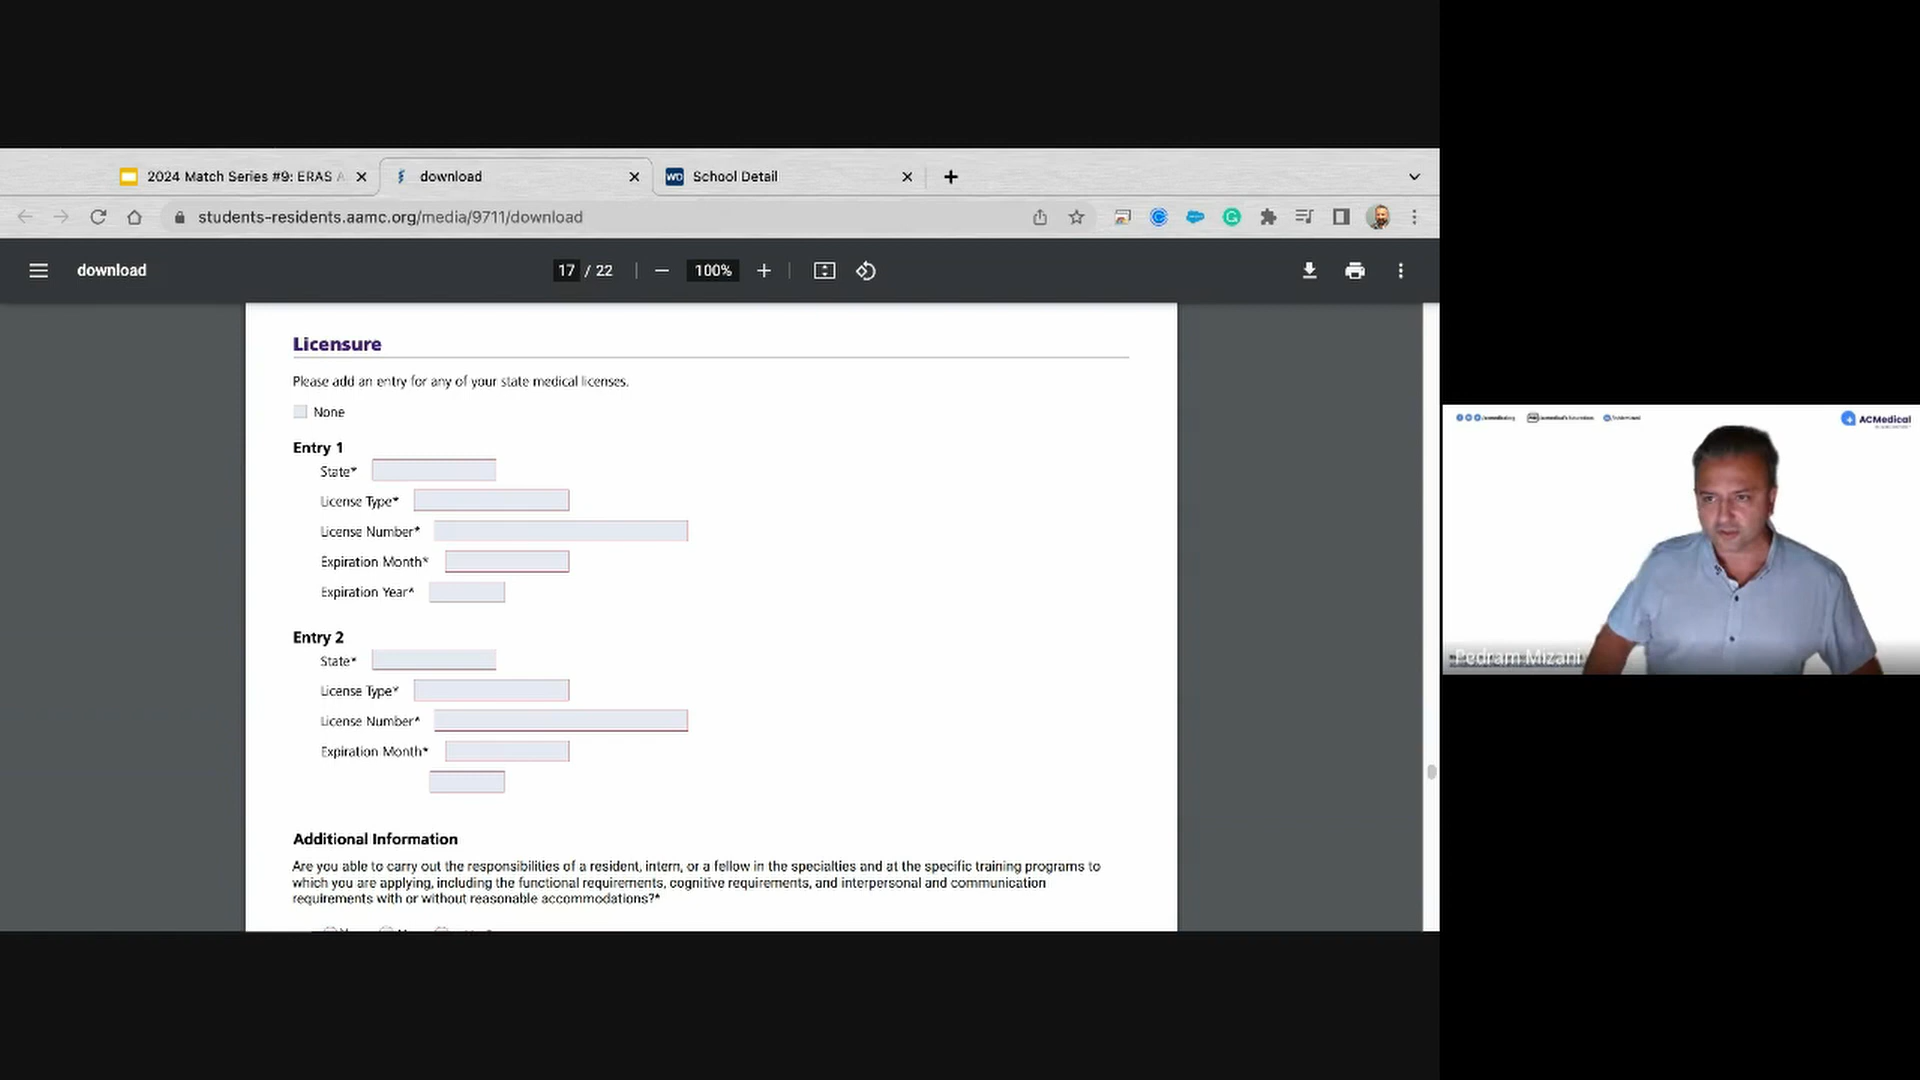 2024 Match Series #9: ERAS A
download
School Detail
students-residents.aamc.org/media/9711/download
download
17 / 22
100%
Licensure
Please add an entry for any of your state medical licenses.
None
Entry 1
State*
License Type*
License Number*
Expiration Month*
Expiration Year*
Entry 2
State*
License Type*
License Number*
Expiration Month*
Additional Information
Are you able to carry out the responsibilities of a resident, intern, or a fellow in the specialties and at the specific training programs to
which you are applying, including the functional requirements, cognitive requirements, and interpersonal and communication
requirements with or without reasonable accommodations?*
ACMedical
Pedram Mizani